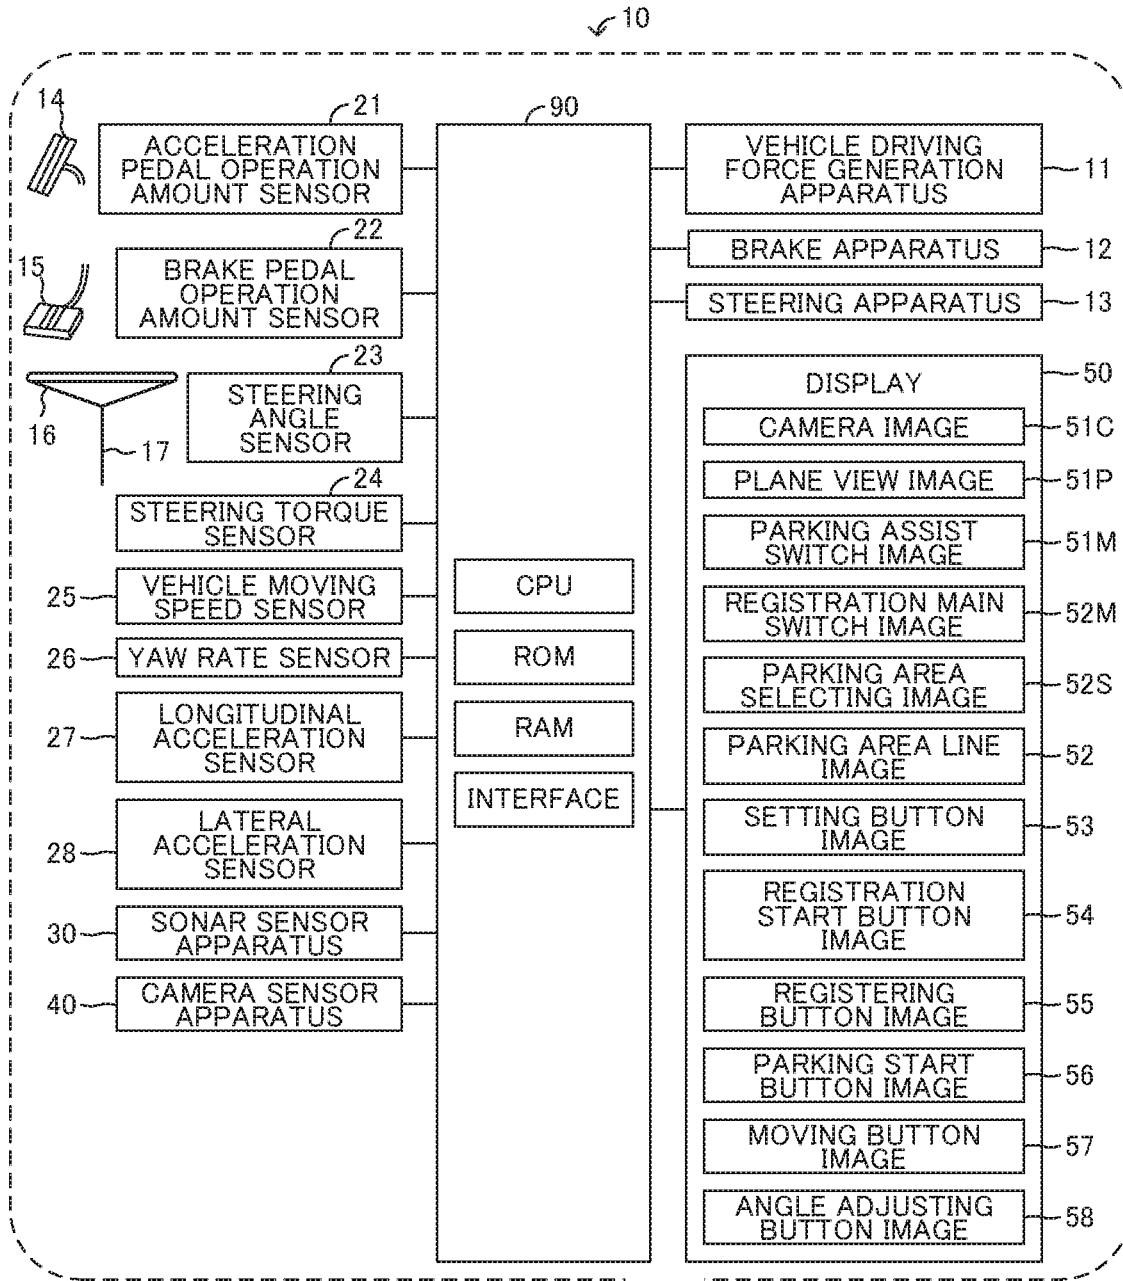 10
14
21
ACCELERATION
PEDAL OPERATION
AMOUNT SENSOR
15
22
BRAKE PEDAL
OPERATION
AMOUNT SENSOR
16
17
23
STEERING
ANGLE
SENSOR
24
STEERING TORQUE
SENSOR
25
VEHICLE MOVING
SPEED SENSOR
26
YAW RATE SENSOR
27
LONGITUDINAL
ACCELERATION
SENSOR
28
LATERAL
ACCELERATION
SENSOR
30
SONAR SENSOR
APPARATUS
40
CAMERA SENSOR
APPARATUS
90
CPU
ROM
RAM
INTERFACE
VEHICLE DRIVING
FORCE GENERATION
APPARATUS
11
BRAKE APPARATUS
12
STEERING APPARATUS
13
DISPLAY
50
CAMERA IMAGE
51C
PLANE VIEW IMAGE
51P
PARKING ASSIST
SWITCH IMAGE
51M
REGISTRATION MAIN
SWITCH IMAGE
52M
PARKING AREA
SELECTING IMAGE
52S
PARKING AREA LINE
IMAGE
52
SETTING BUTTON
IMAGE
53
REGISTRATION
START BUTTON
IMAGE
54
REGISTERING
BUTTON IMAGE
55
PARKING START
BUTTON IMAGE
56
MOVING BUTTON
IMAGE
57
ANGLE ADJUSTING
BUTTON IMAGE
58